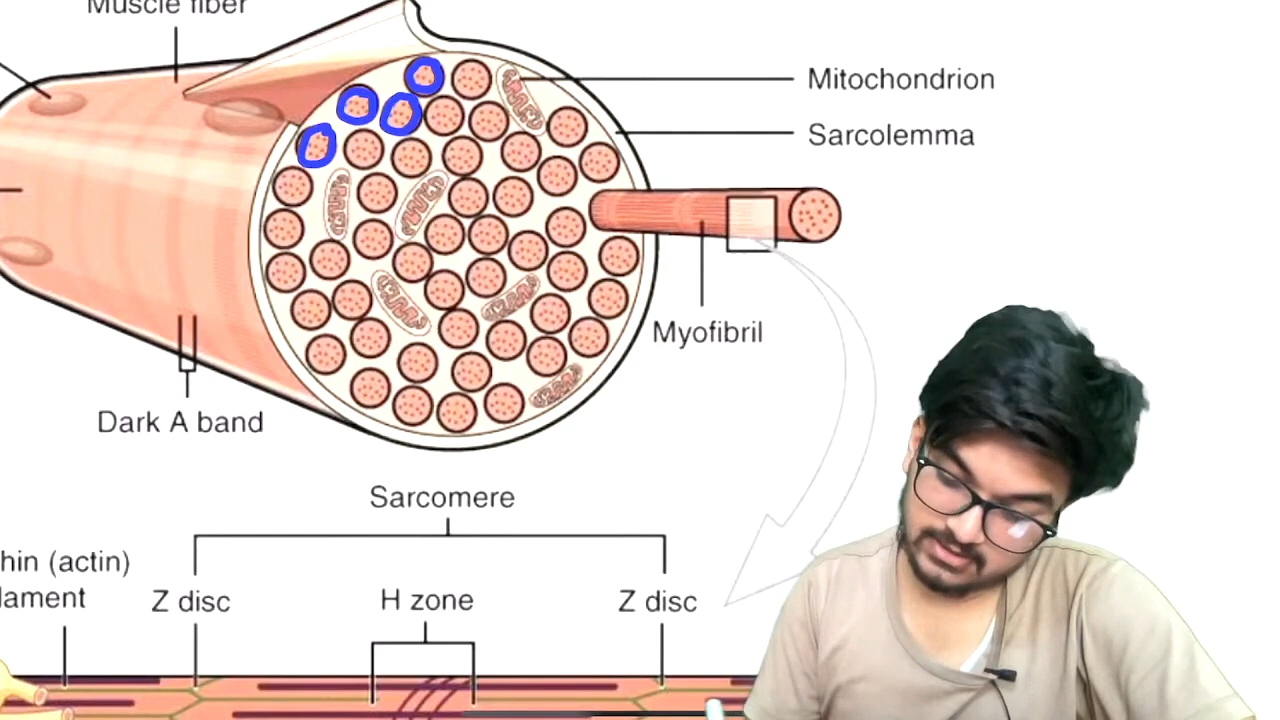 Muscle fiber
Mitochondrion
Sarcolemma
Myofibril
Dark A band
Sarcomere
hin (actin)
lament
Z disc
H zone
Z disc